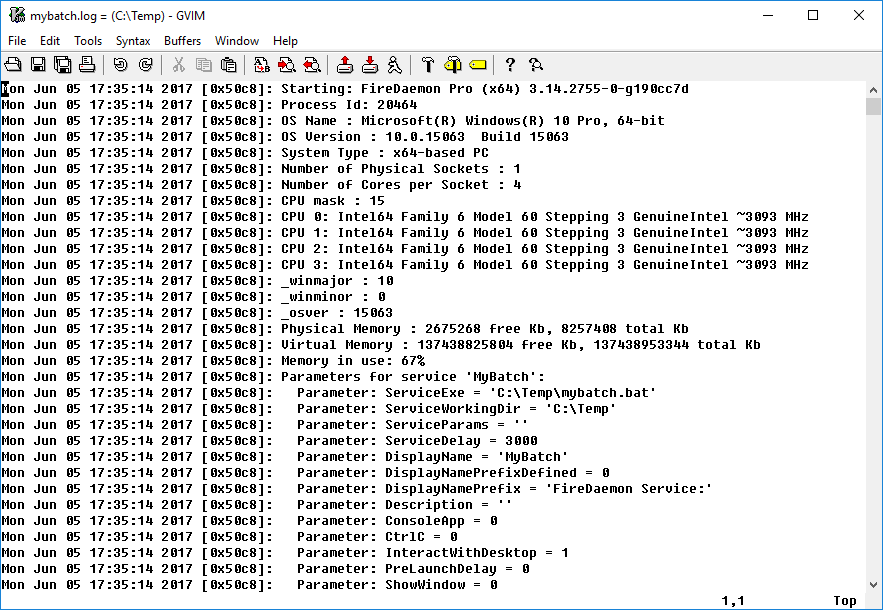 mybatch.log = (C:\Temp) - GVIM
File Edit Tools Syntax Buffers Window Help
Mon Jun 05 17:35:14 2017 [0x50c8]: Starting: FireDaemon Pro (x64) 3.14.2755-0-g190cc7d
Mon Jun 05 17:35:14 2017 [0x50c8]: Process Id: 20464
Mon Jun 05 17:35:14 2017 [0x50c8]: OS Name : Microsoft(R) Windows(R) 10 Pro, 64-bit
Mon Jun 05 17:35:14 2017 [0x50c8]: OS Version : 10.0.15063  Build 15063
Mon Jun 05 17:35:14 2017 [0x50c8]: System Type : x64-based PC
Mon Jun 05 17:35:14 2017 [0x50c8]: Number of Physical Sockets : 1
Mon Jun 05 17:35:14 2017 [0x50c8]: Number of Cores per Socket : 4
Mon Jun 05 17:35:14 2017 [0x50c8]: CPU mask : 15
Mon Jun 05 17:35:14 2017 [0x50c8]: CPU 0: Intel64 Family 6 Model 60 Stepping 3 GenuineIntel ~3093 MHz
Mon Jun 05 17:35:14 2017 [0x50c8]: CPU 1: Intel64 Family 6 Model 60 Stepping 3 GenuineIntel ~3093 MHz
Mon Jun 05 17:35:14 2017 [0x50c8]: CPU 2: Intel64 Family 6 Model 60 Stepping 3 GenuineIntel ~3093 MHz
Mon Jun 05 17:35:14 2017 [0x50c8]: CPU 3: Intel64 Family 6 Model 60 Stepping 3 GenuineIntel ~3093 MHz
Mon Jun 05 17:35:14 2017 [0x50c8]: _winmajor : 10
Mon Jun 05 17:35:14 2017 [0x50c8]: _winminor : 0
Mon Jun 05 17:35:14 2017 [0x50c8]: _osver : 15063
Mon Jun 05 17:35:14 2017 [0x50c8]: Physical Memory : 2675268 free Kb, 8257408 total Kb
Mon Jun 05 17:35:14 2017 [0x50c8]: Virtual Memory : 137438825804 free Kb, 137438953344 total Kb
Mon Jun 05 17:35:14 2017 [0x50c8]: Memory in use: 67%
Mon Jun 05 17:35:14 2017 [0x50c8]: Parameters for service 'MyBatch':
Mon Jun 05 17:35:14 2017 [0x50c8]:   Parameter: ServiceExe = 'C:\Temp\mybatch.bat'
Mon Jun 05 17:35:14 2017 [0x50c8]:   Parameter: ServiceWorkingDir = 'C:\Temp'
Mon Jun 05 17:35:14 2017 [0x50c8]:   Parameter: ServiceParams = ''
Mon Jun 05 17:35:14 2017 [0x50c8]:   Parameter: ServiceDelay = 3000
Mon Jun 05 17:35:14 2017 [0x50c8]:   Parameter: DisplayName = 'MyBatch'
Mon Jun 05 17:35:14 2017 [0x50c8]:   Parameter: DisplayNamePrefixDefined = 0
Mon Jun 05 17:35:14 2017 [0x50c8]:   Parameter: DisplayNamePrefix = 'FireDaemon Service:'
Mon Jun 05 17:35:14 2017 [0x50c8]:   Parameter: Description = ''
Mon Jun 05 17:35:14 2017 [0x50c8]:   Parameter: ConsoleApp = 0
Mon Jun 05 17:35:14 2017 [0x50c8]:   Parameter: CtrlC = 0
Mon Jun 05 17:35:14 2017 [0x50c8]:   Parameter: InteractWithDesktop = 1
Mon Jun 05 17:35:14 2017 [0x50c8]:   Parameter: PreLaunchDelay = 0
Mon Jun 05 17:35:14 2017 [0x50c8]:   Parameter: ShowWindow = 0
1,1 Top